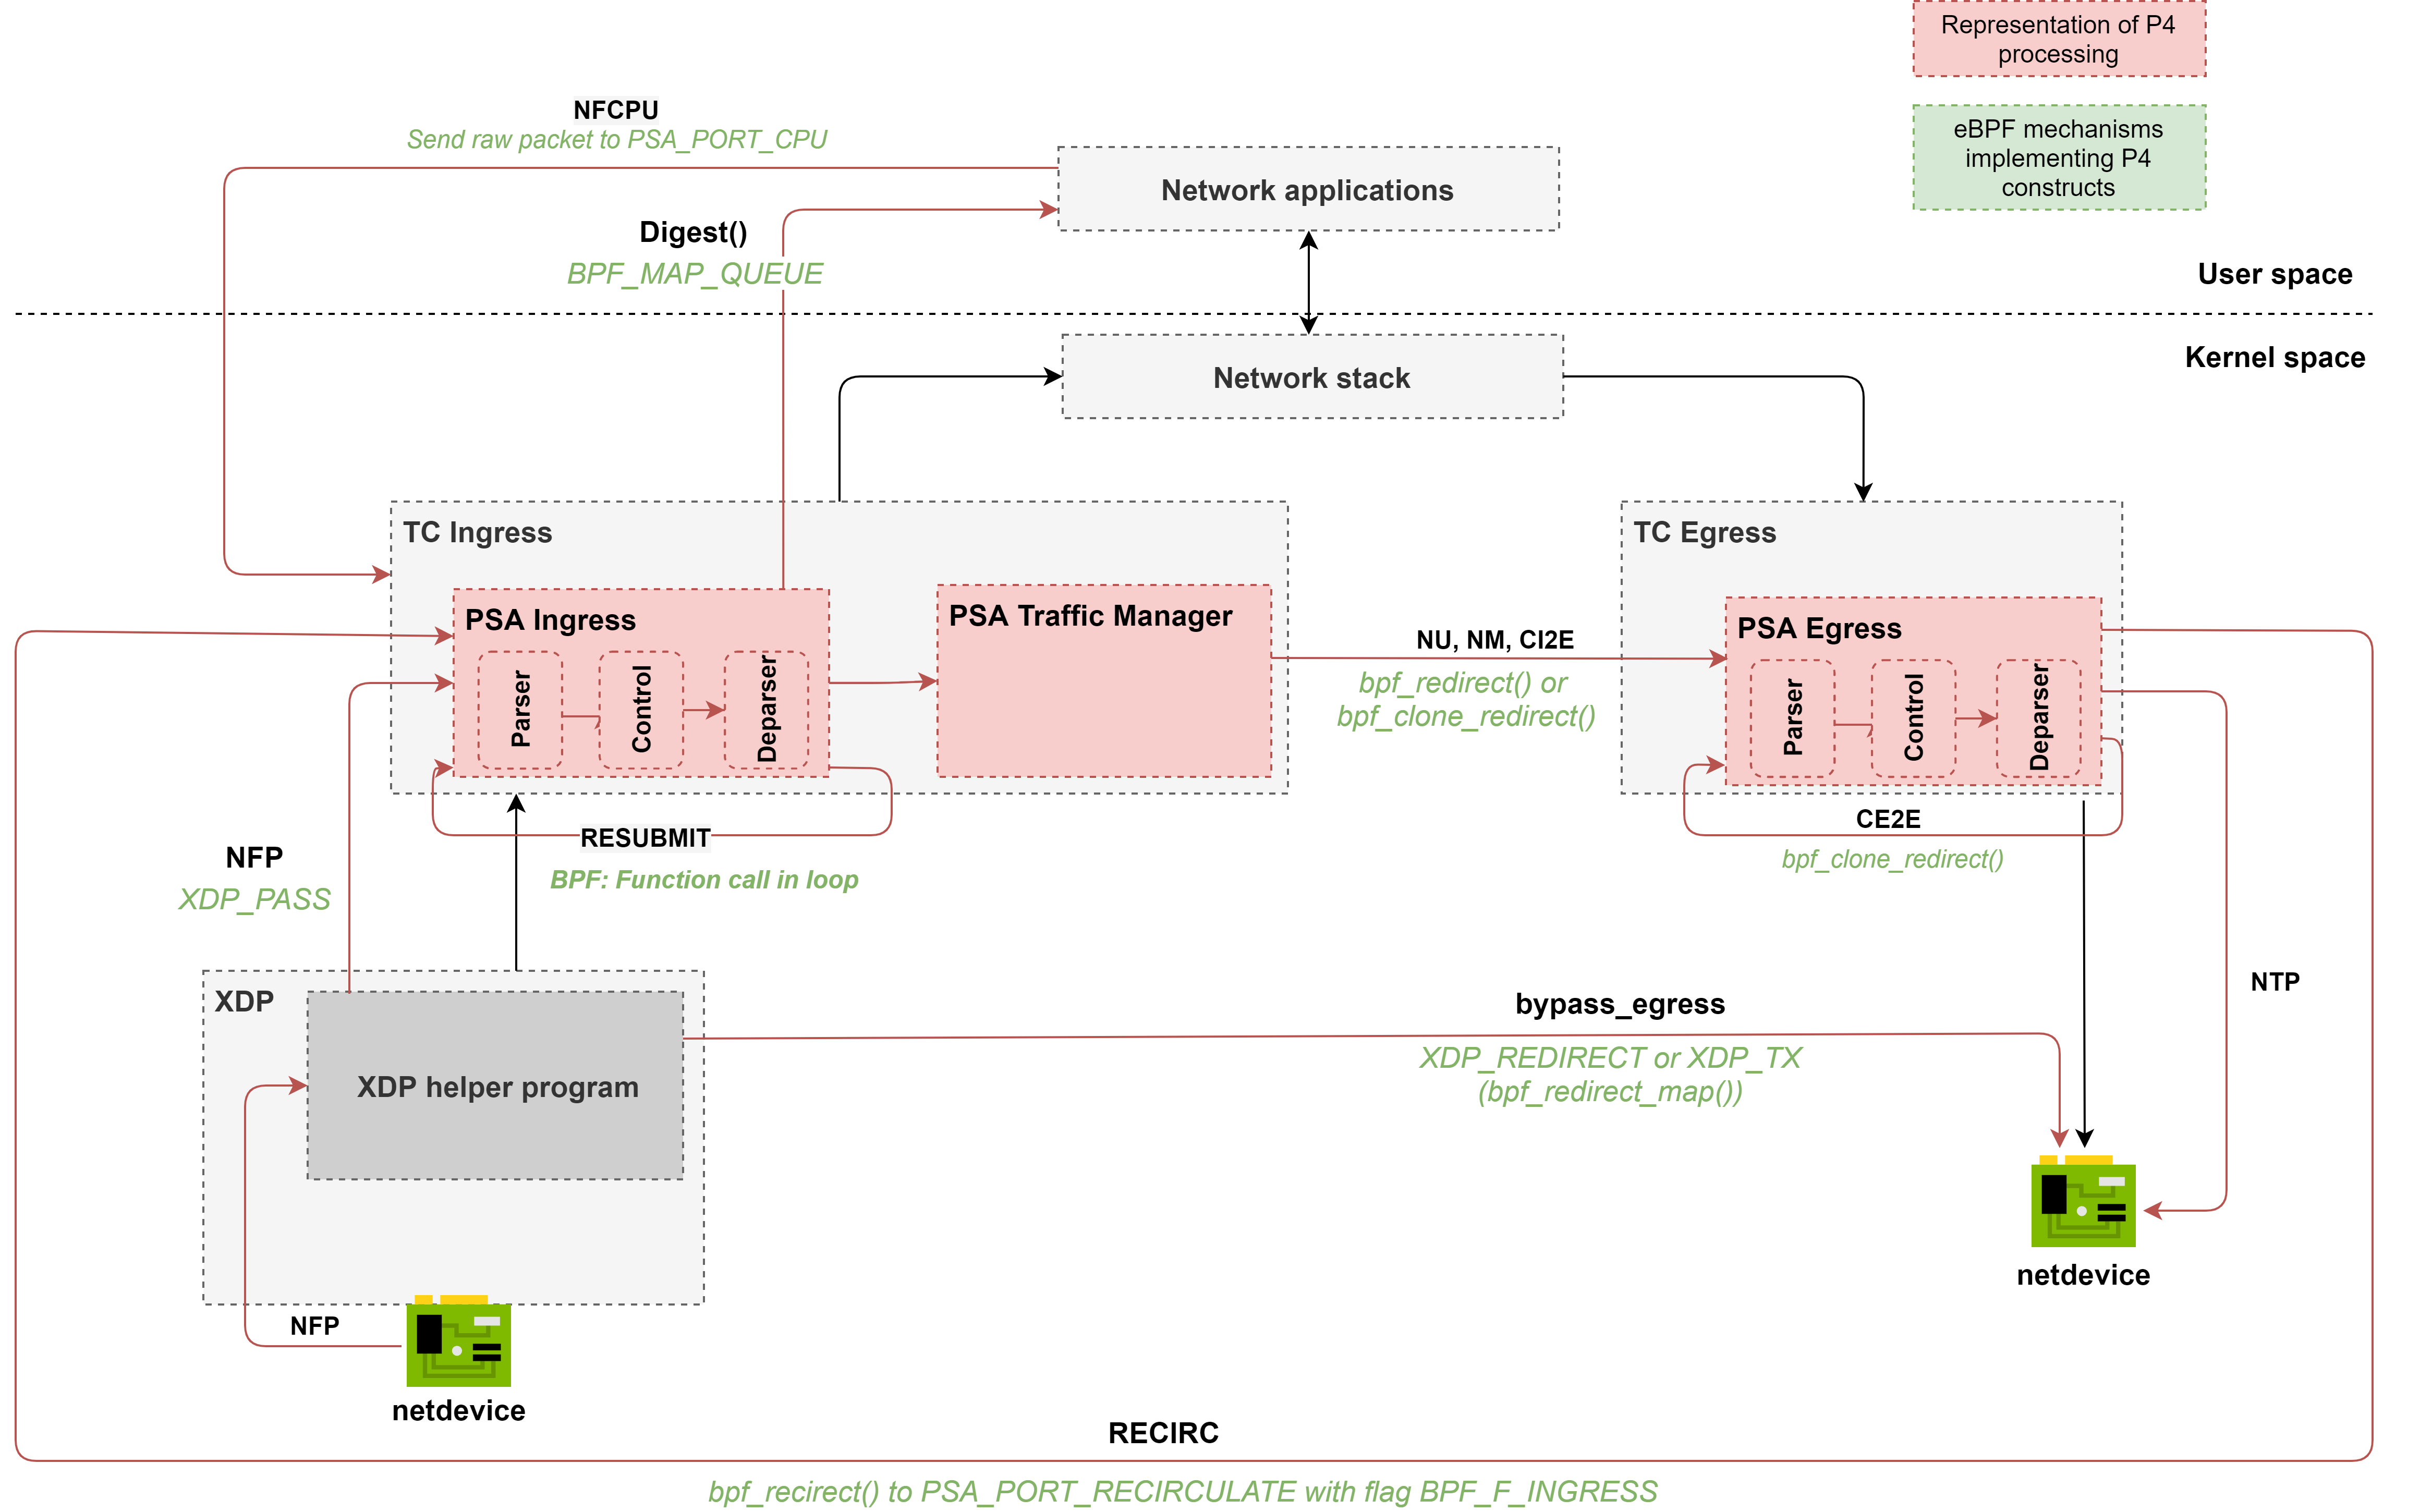 Representation of P4
processing
eBPF mechanisms
implementing P4
constructs
NFCPU
Send raw packet to PSA_PORT_CPU
Network applications
Digest()
BPF_MAP_QUEUE
User space
Kernel space
Network stack
TC Ingress
PSA Ingress
Parser
Control
Deparser
PSA Traffic Manager
NU, NM, CI2E
bpf_redirect() or
bpf_clone_redirect()
TC Egress
PSA Egress
Parser
Control
Deparser
RESUBMIT
BPF: Function call in loop
CE2E
bpf_clone_redirect()
NFP
XDP_PASS
XDP
XDP helper program
bypass_egress
XDP_REDIRECT or XDP_TX
(bpf_redirect_map())
NTP
netdevice
NFP
netdevice
RECIRC
bpf_recirect() to PSA_PORT_RECIRCULATE with flag BPF_F_INGRESS